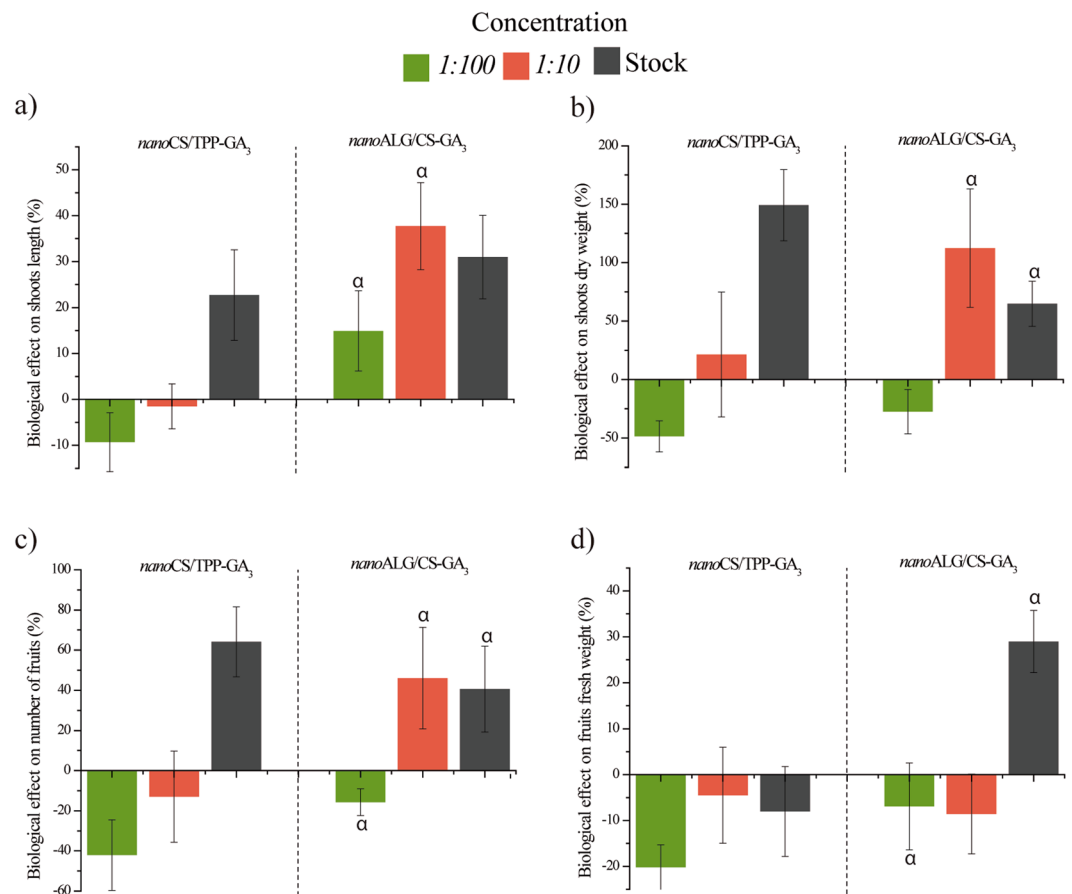 Concentration
1:100 1:10 Stock
a)
nanoCS/TPP-GA3 nanoALG/CS-GA3
Biological effect on shoots length (%)
50
40
30
20
10
0
-10
α α
b)
nanoCS/TPP-GA3 nanoALG/CS-GA3
Biological effect on shoots dry weight (%)
200
150
100
50
0
-50
α α
c)
nanoCS/TPP-GA3 nanoALG/CS-GA3
Biological effect on number of fruits (%)
100
80
60
40
20
0
-20
-40
-60
α α α
d)
nanoCS/TPP-GA3 nanoALG/CS-GA3
Biological effect on fruits fresh weight (%)
40
30
20
10
0
-10
-20
α α